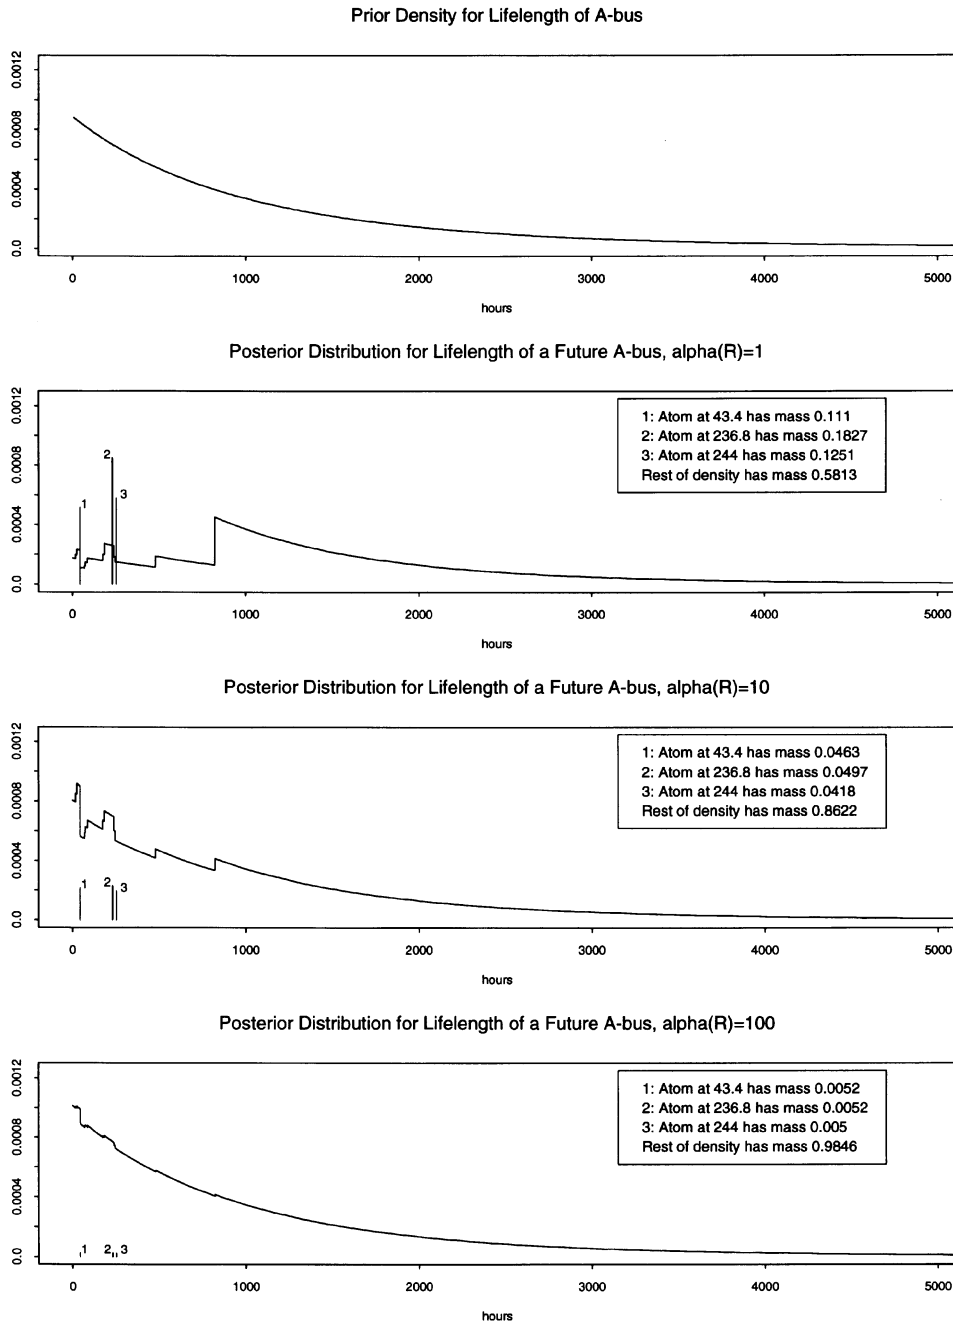 Prior Density for Lifelength of A-bus
0.0012
0.0008
0.0004
0.0
0 1000 2000 3000 4000 5000
hours
Posterior Distribution for Lifelength of a Future A-bus, alpha(R)=1
0.0012
0.0008
0.0004
0.0
1: Atom at 43.4 has mass 0.111
2: Atom at 236.8 has mass 0.1827
3: Atom at 244 has mass 0.1251
Rest of density has mass 0.5813
1 2 3
0 1000 2000 3000 4000 5000
hours
Posterior Distribution for Lifelength of a Future A-bus, alpha(R)=10
0.0012
0.0008
0.0004
0.0
1: Atom at 43.4 has mass 0.0463
2: Atom at 236.8 has mass 0.0497
3: Atom at 244 has mass 0.0418
Rest of density has mass 0.8622
1 2 3
0 1000 2000 3000 4000 5000
hours
Posterior Distribution for Lifelength of a Future A-bus, alpha(R)=100
0.0012
0.0008
0.0004
0.0
1: Atom at 43.4 has mass 0.0052
2: Atom at 236.8 has mass 0.0052
3: Atom at 244 has mass 0.005
Rest of density has mass 0.9846
1 2 3
0 1000 2000 3000 4000 5000
hours